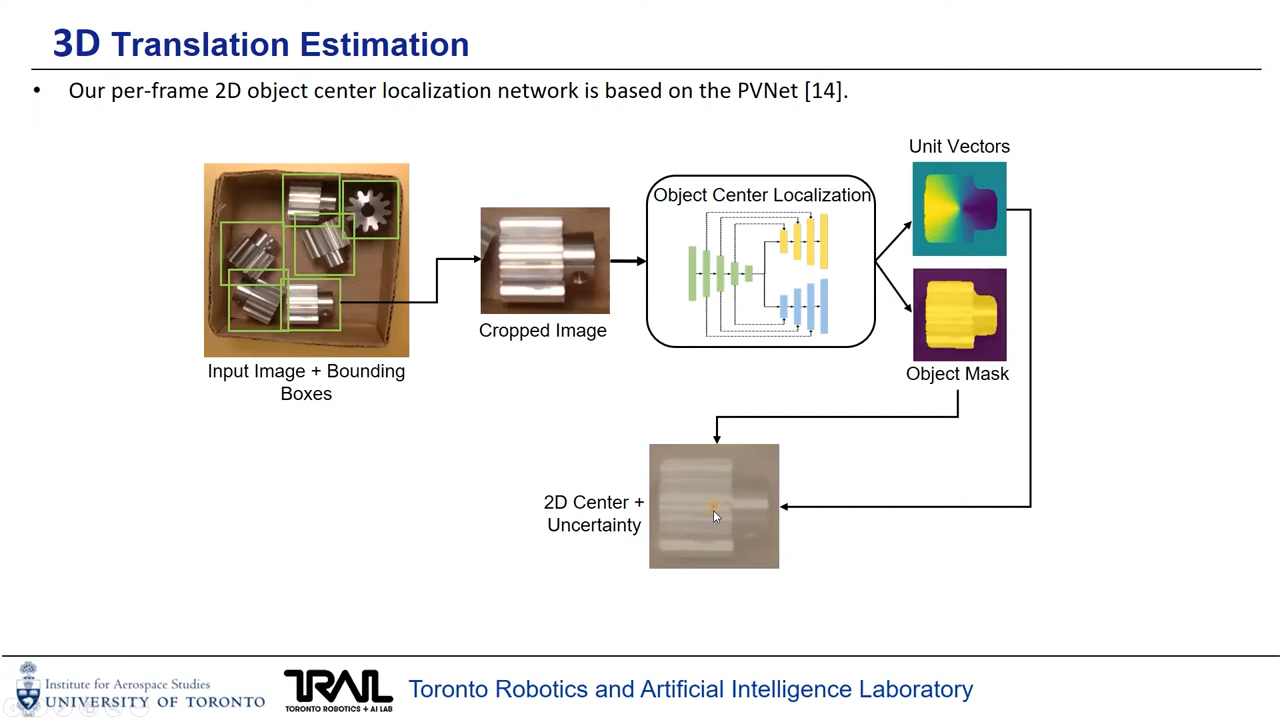 3D Translation Estimation
• Our per-frame 2D object center localization network is based on the PVNet [14].
Input Image + Bounding
Boxes
Cropped Image
Object Center Localization
Unit Vectors
Object Mask
2D Center +
Uncertainty
Institute for Aerospace Studies
UNIVERSITY OF TORONTO
TRAIL
TORONTO ROBOTICS + AI LAB
Toronto Robotics and Artificial Intelligence Laboratory